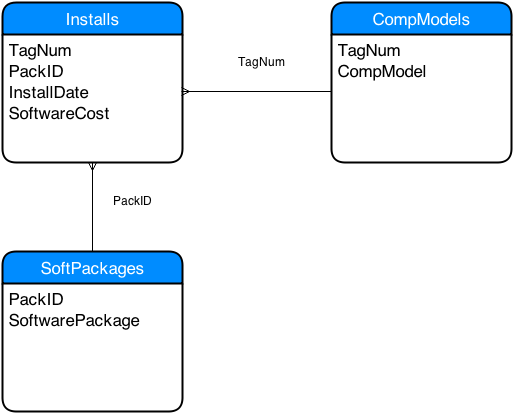 Installs
TagNum
PackID
InstallDate
SoftwareCost
TagNum
CompModels
TagNum
CompModel
PackID
SoftPackages
PackID
SoftwarePackage